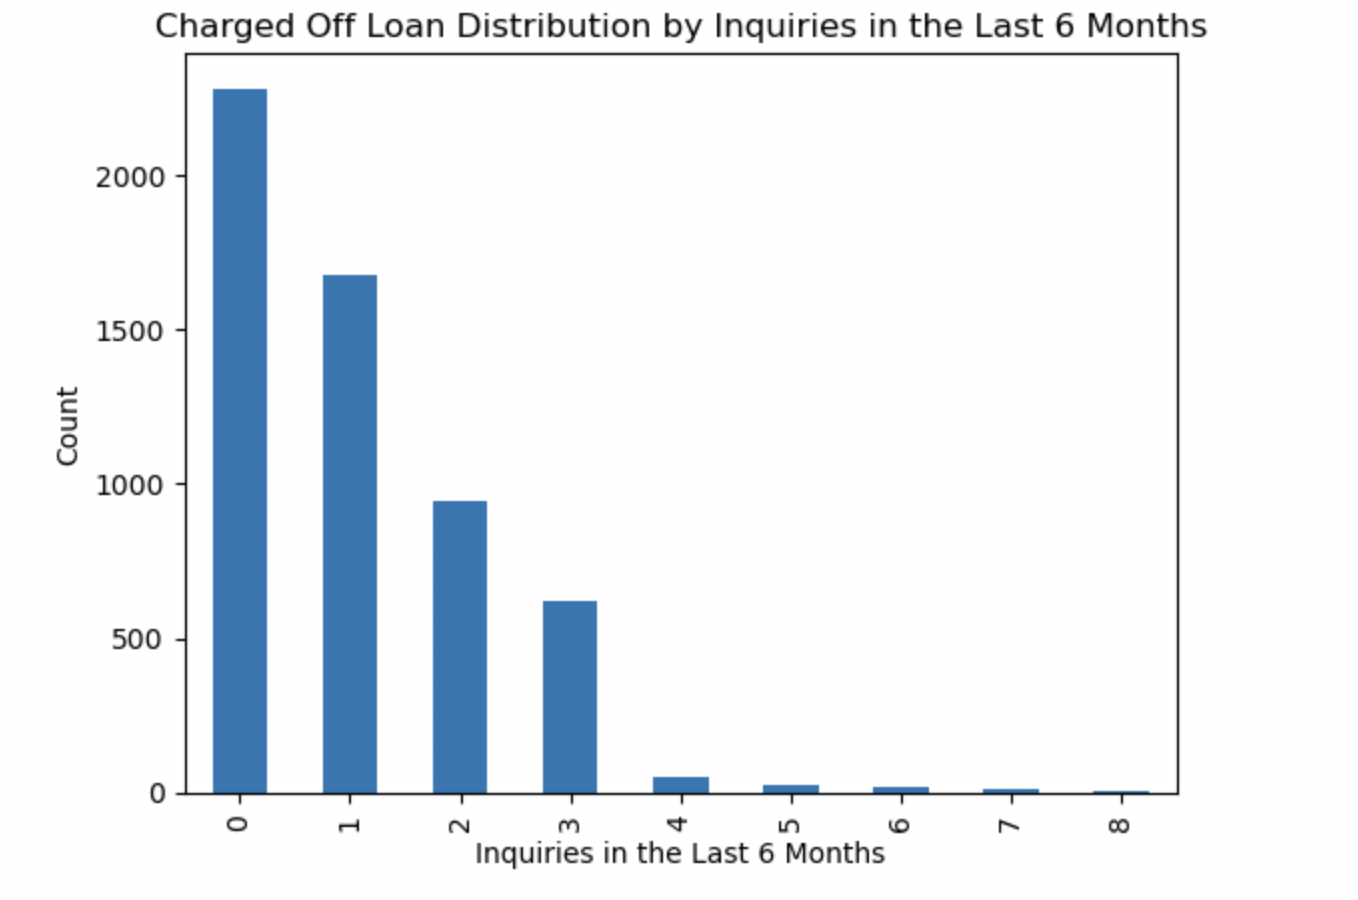 Charged Off Loan Distribution by Inquiries in the Last 6 Months
2000
1500
1000
500
0
Count
0 1 2 3 4 5 6 7 8
Inquiries in the Last 6 Months